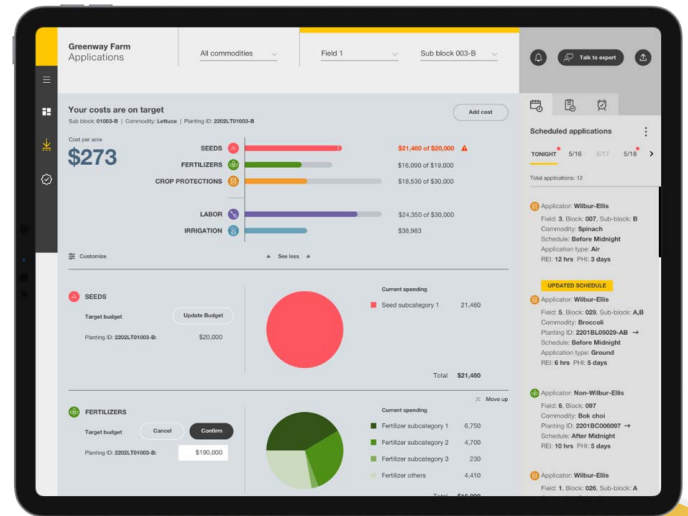 Greenway Farm
Applications
All commodities
Field 1
Sub block 003-B
Talk to expert
Your costs are on target
Sub block: 01003-B | Commodity: Lettuce | Planting ID: 2202LT01003-B
Add cost
Cost per acre
$273
SEEDS $21,460 of $20,000
FERTILIZERS $16,090 of $19,000
CROP PROTECTIONS $18,530 of $30,000
LABOR $24,350 of $30,000
IRRIGATION $38,983
Customize
See less
SEEDS
Target budget
Update Budget
Planting ID: 2202LT01003-B: $20,000
Current spending
Seed subcategory 1 21,460
Total $21,460
Move up
FERTILIZERS
Target budget
Cancel
Confirm
Planting ID: 2202LT01003-B: $190,000
Current spending
Fertilizer subcategory 1 6,750
Fertilizer subcategory 2 4,700
Fertilizer subcategory 3 230
Fertilizer others 4,410
Total
Scheduled applications
TONIGHT 5/16 5/17 5/18
Total applications: 12
Applicator: Wilbur-Ellis
Field: 3, Block: 007, Sub-block: B
Commodity: Spinach
Schedule: Before Midnight
Application type: Air
REI: 12 hrs PHI: 3 days
UPDATED SCHEDULE
Applicator: Wilbur-Ellis
Field: 5, Block: 029, Sub-block: A,B
Commodity: Broccoli
Planting ID: 2201BL05029-AB →
Schedule: Before Midnight
Application type: Ground
REI: 6 hrs PHI: 5 days
Applicator: Non-Wilbur-Ellis
Field: 6, Block: 097
Commodity: Bok choi
Planting ID: 2201BC006097 →
Schedule: After Midnight
REI: 10 hrs PHI: 5 days
Applicator: Wilbur-Ellis
Field: 1, Block: 026, Sub-block: A